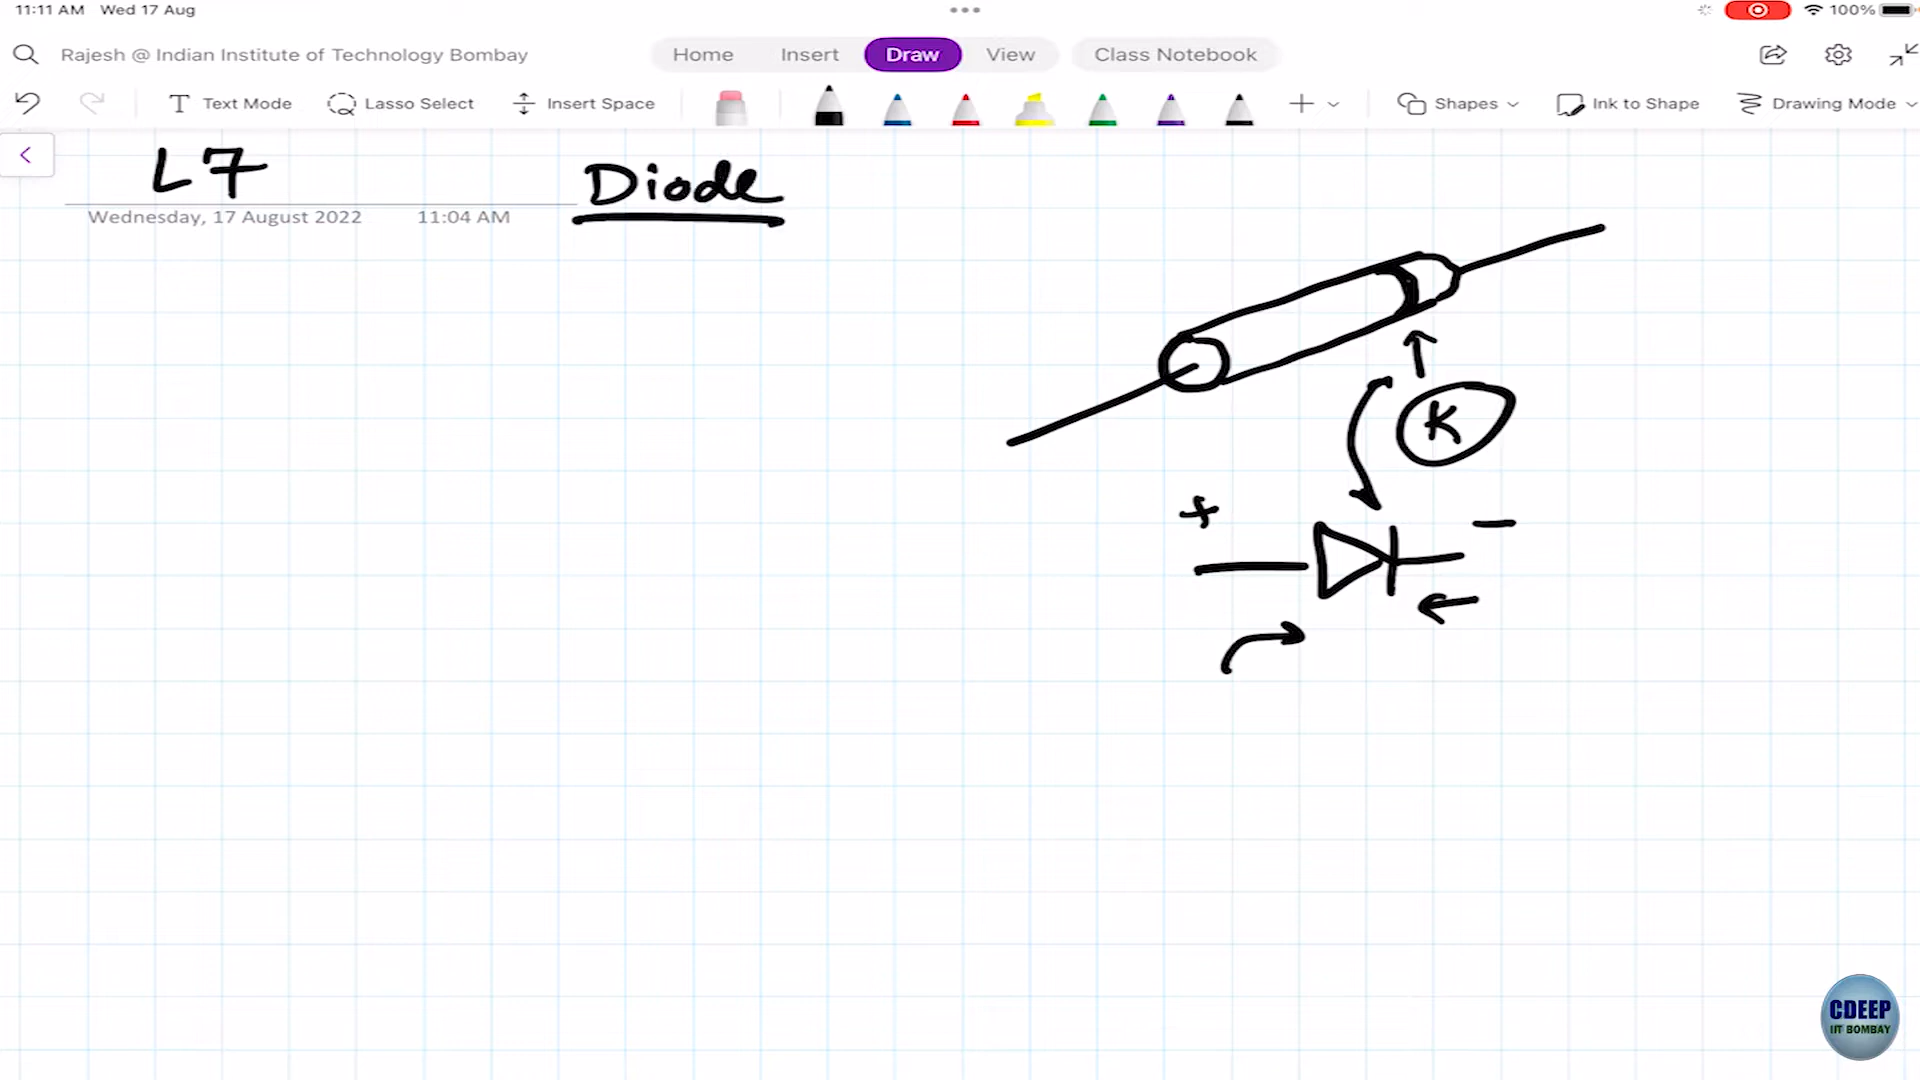 11:11 AM Wed 17 Aug
100%
Rajesh @ Indian Institute of Technology Bombay
Home Insert Draw View Class Notebook
Text Mode Lasso Select Insert Space Shapes Ink to Shape Drawing Mode
L7
Diode
Wednesday, 17 August 2022 11:04 AM
K
+ −
CDEEP
IIT BOMBAY